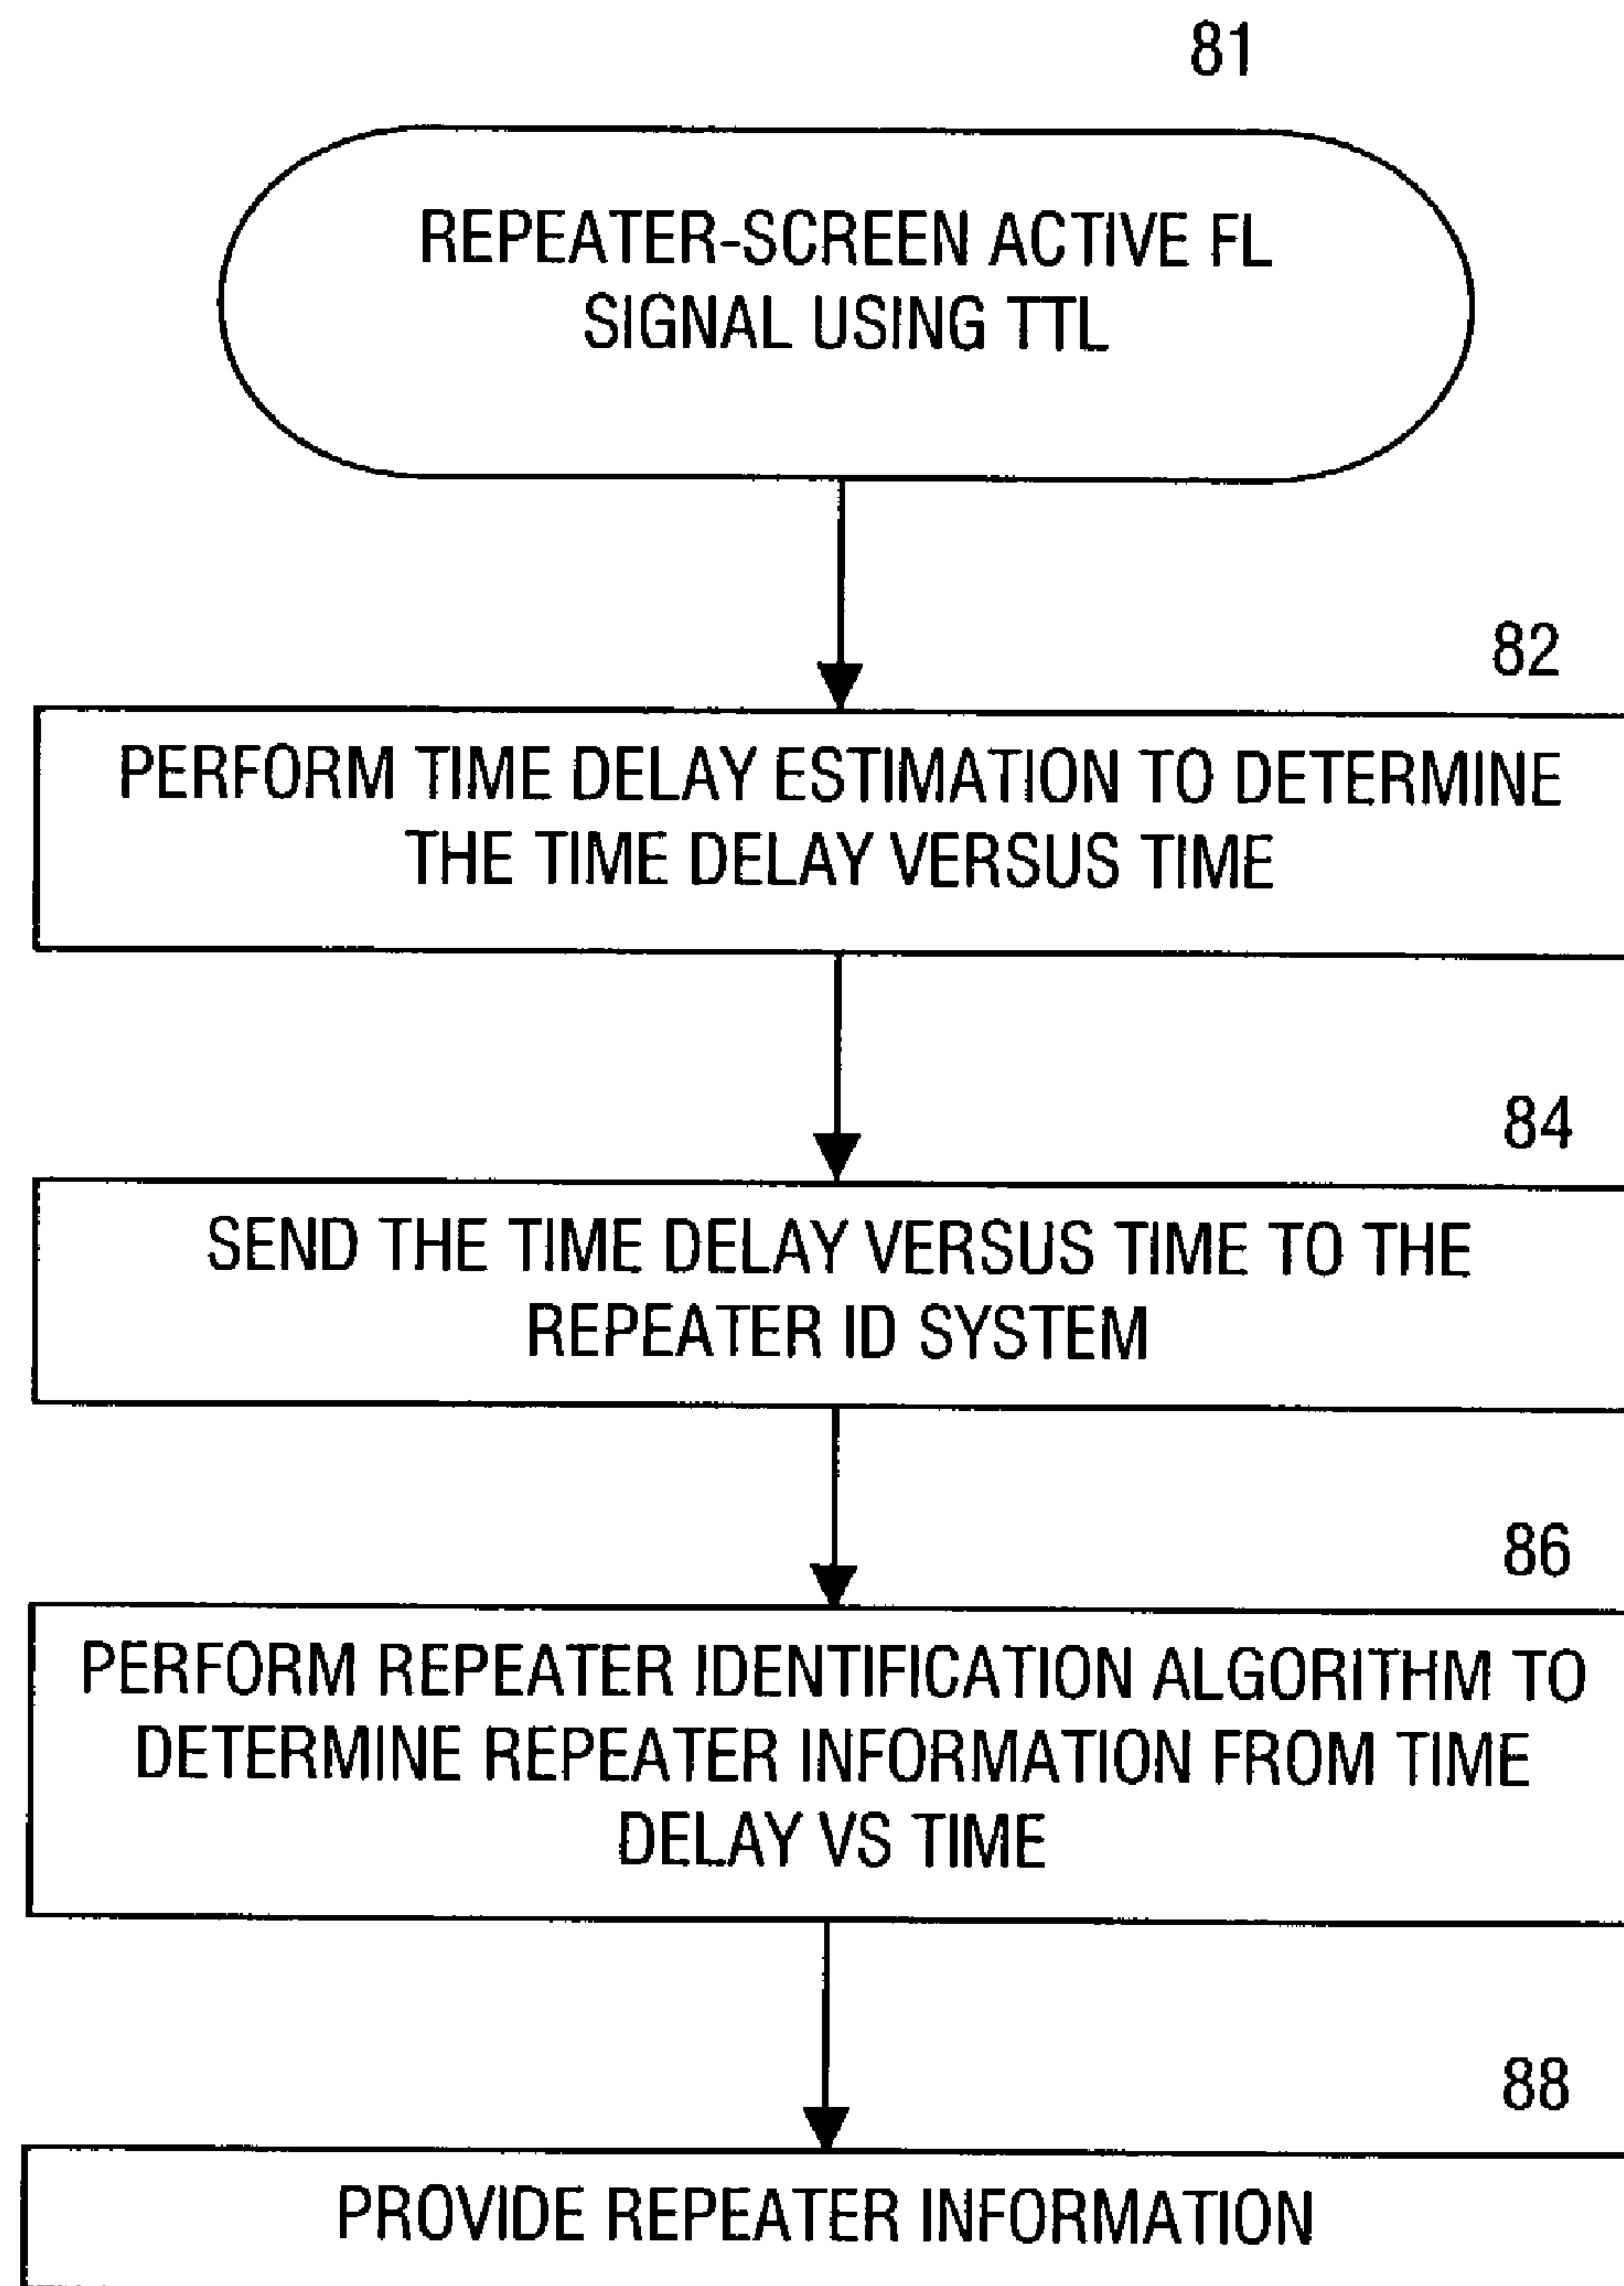 81
REPEATER-SCREEN ACTIVE FL
SIGNAL USING TTL
82
PERFORM TIME DELAY ESTIMATION TO DETERMINE
THE TIME DELAY VERSUS TIME
84
SEND THE TIME DELAY VERSUS TIME TO THE
REPEATER ID SYSTEM
86
PERFORM REPEATER IDENTIFICATION ALGORITHM TO
DETERMINE REPEATER INFORMATION FROM TIME
DELAY VS TIME
88
PROVIDE REPEATER INFORMATION